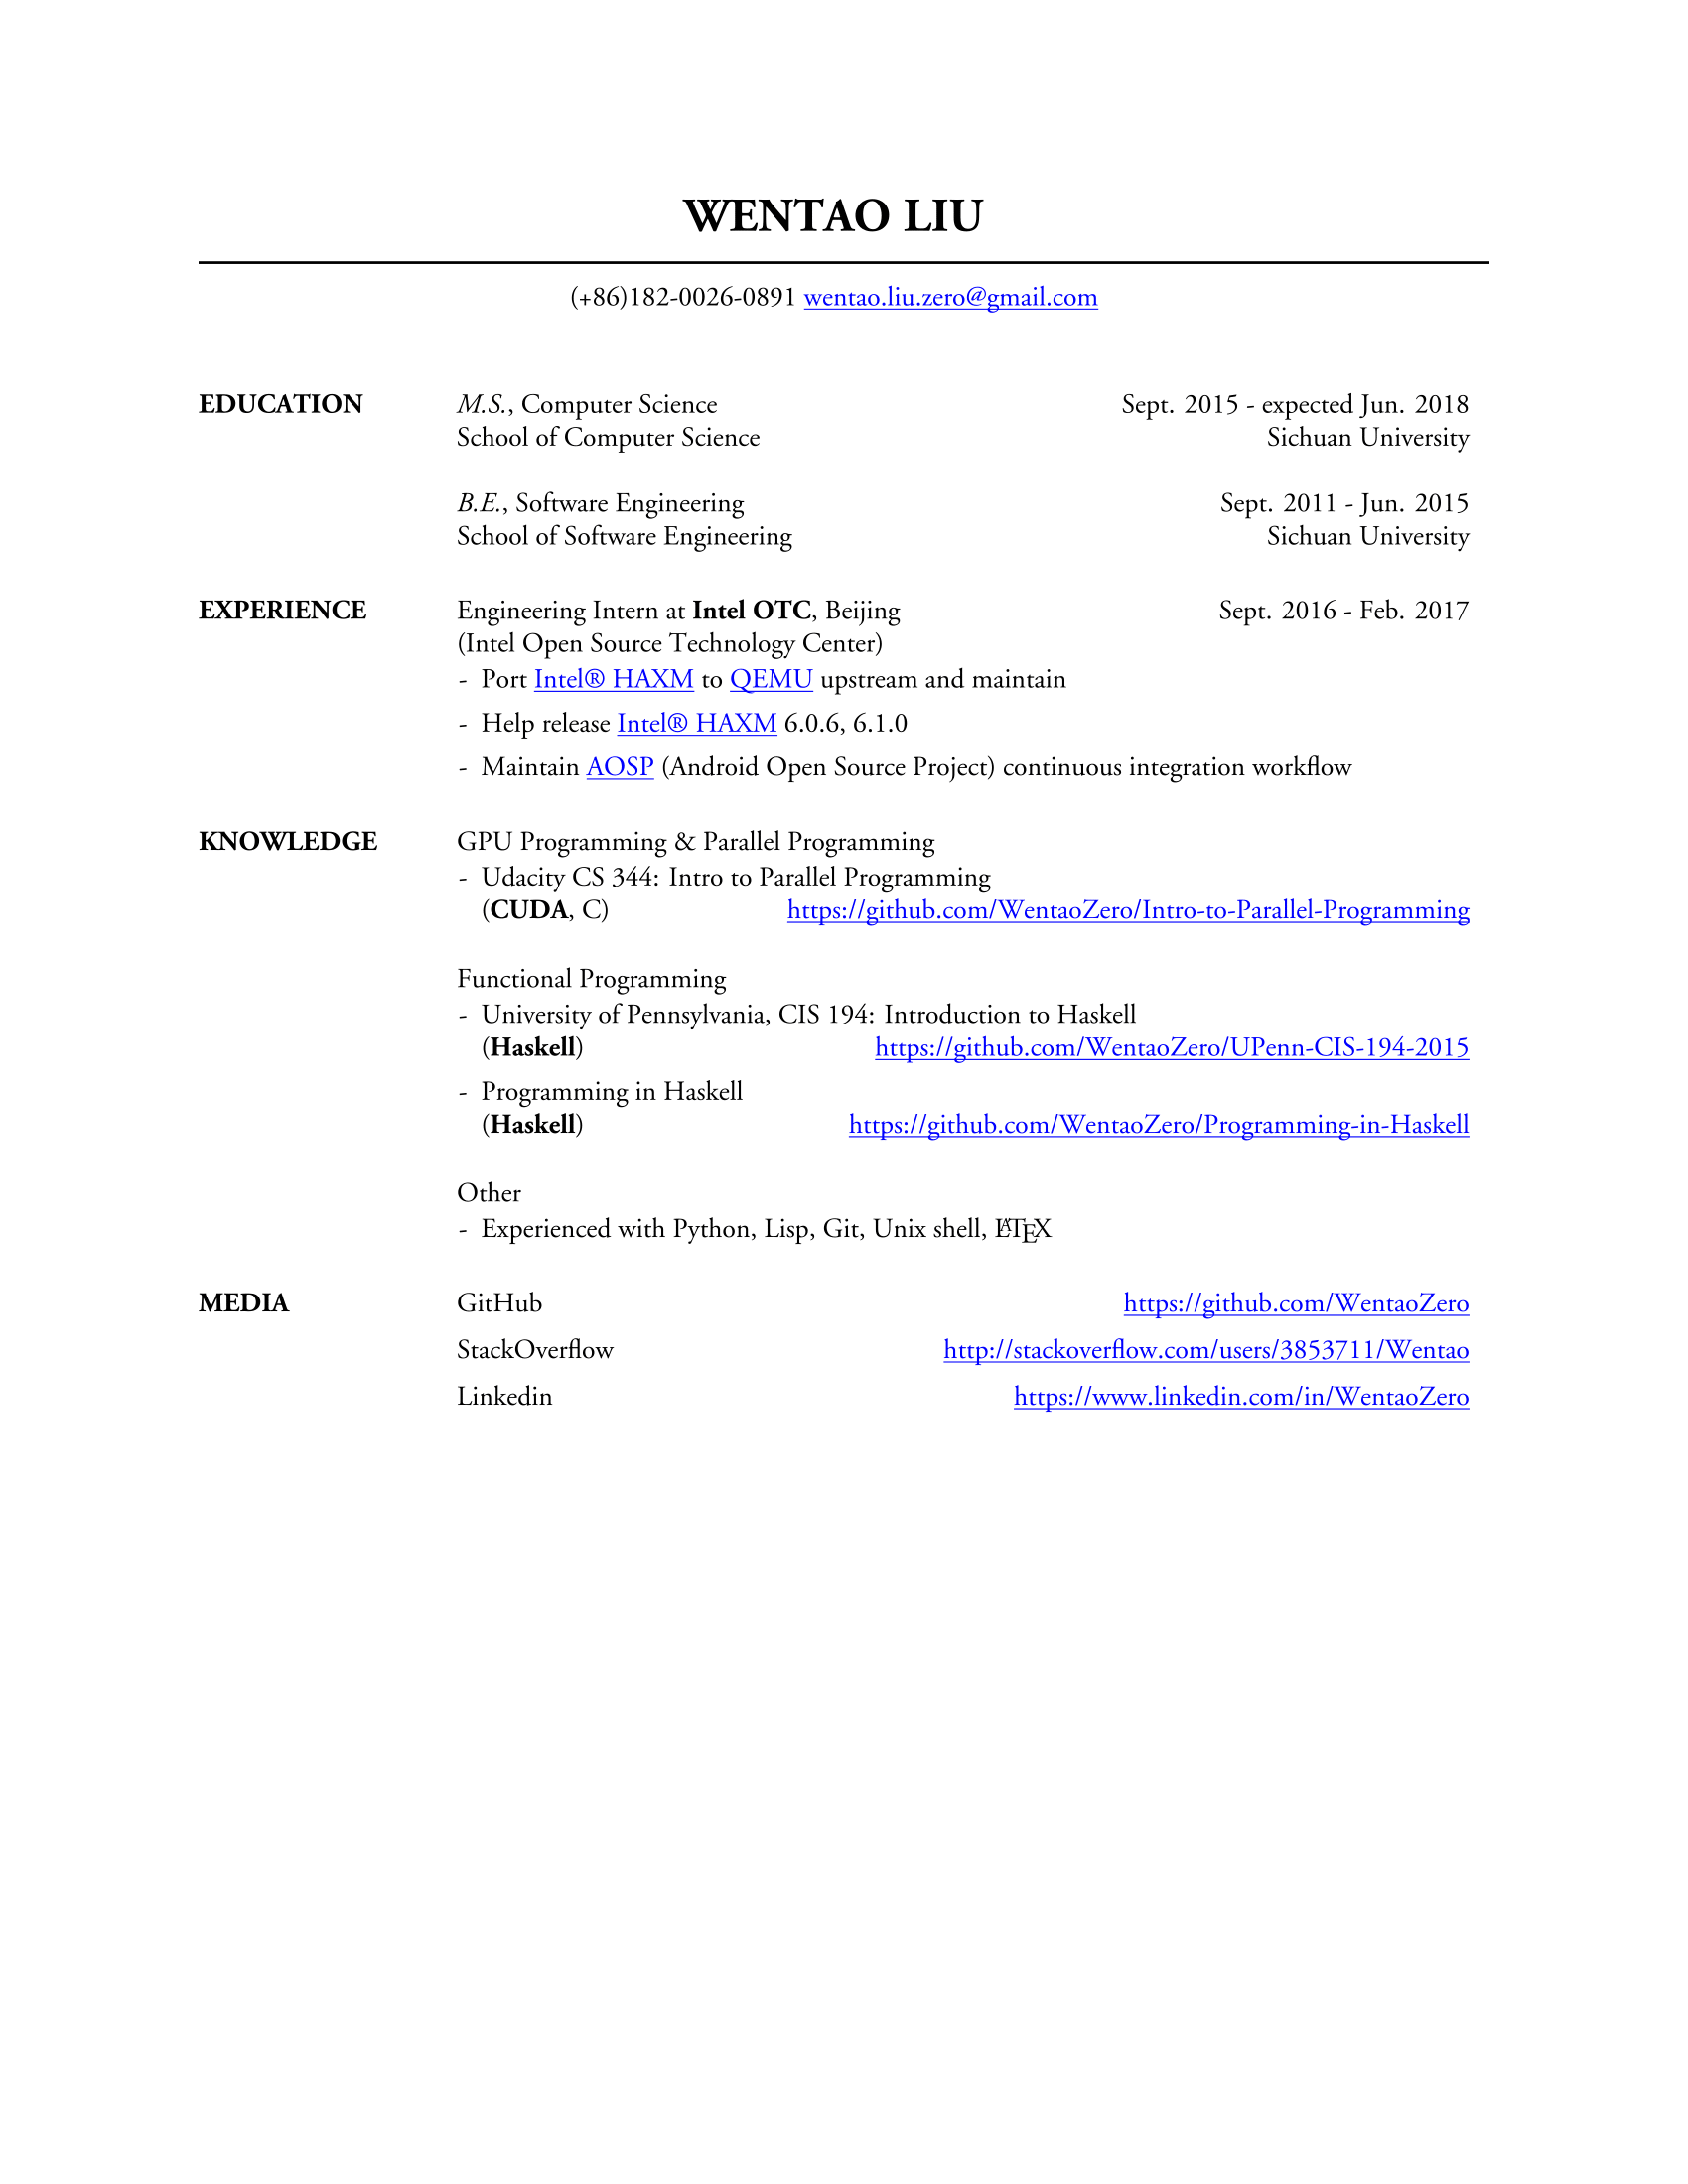 WENTAO LIU
(+86)182-0026-0891 wentao.liu.zero@gmail.com
EDUCATION M.S., Computer Science Sept. 2015 - expected Jun. 2018
School of Computer Science Sichuan University
B.E., Software Engineering Sept. 2011 - Jun. 2015
School of Software Engineering Sichuan University
EXPERIENCE Engineering Intern at Intel OTC, Beijing Sept. 2016 - Feb. 2017
(Intel Open Source Technology Center)
- Port Intel® HAXM to QEMU upstream and maintain
- Help release Intel® HAXM 6.0.6, 6.1.0
- Maintain AOSP (Android Open Source Project) continuous integration workflow
KNOWLEDGE GPU Programming & Parallel Programming
- Udacity CS 344: Intro to Parallel Programming
(CUDA, C) https://github.com/WentaoZero/Intro-to-Parallel-Programming
Functional Programming
- University of Pennsylvania, CIS 194: Introduction to Haskell
(Haskell) https://github.com/WentaoZero/UPenn-CIS-194-2015
- Programming in Haskell
(Haskell) https://github.com/WentaoZero/Programming-in-Haskell
Other
- Experienced with Python, Lisp, Git, Unix shell, LATEX
MEDIA GitHub https://github.com/WentaoZero
StackOverflow http://stackoverflow.com/users/3853711/Wentao
Linkedin https://www.linkedin.com/in/WentaoZero